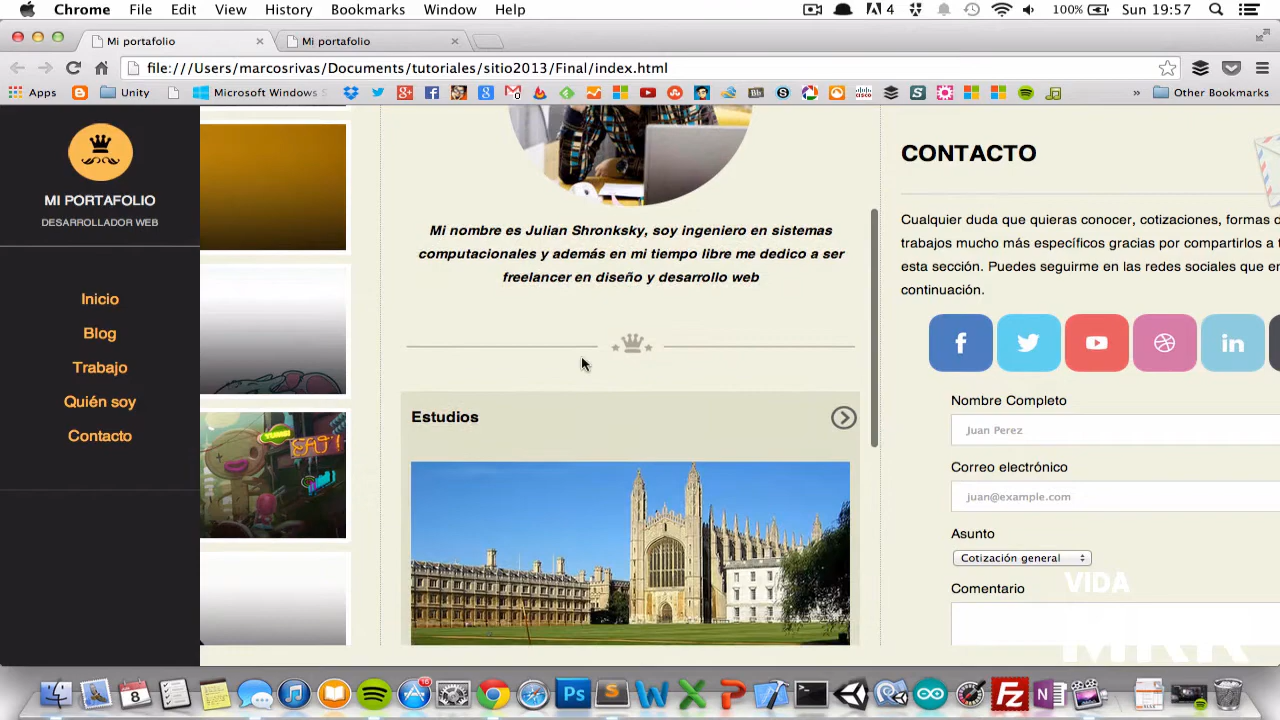 Chrome File Edit View History Bookmarks Window Help 4 100% Sun 19:57
Mi portafolio Mi portafolio
file:///Users/marcosrivas/Documents/tutoriales/sitio2013/Final/index.html
Apps Unity Microsoft Windows S » Other Bookmarks
MI PORTAFOLIO
DESARROLLADOR WEB
Inicio
Blog
Trabajo
Quién soy
Contacto
Mi nombre es Julian Shronksky, soy ingeniero en sistemas
computacionales y además en mi tiempo libre me dedico a ser
freelancer en diseño y desarrollo web
Estudios
CONTACTO
Cualquier duda que quieras conocer, cotizaciones, formas d
trabajos mucho más específicos gracias por compartirlos a
esta sección. Puedes seguirme en las redes sociales que en
continuación.
Nombre Completo
Juan Perez
Correo electrónico
juan@example.com
Asunto
Cotización general
Comentario
VIDA
MRR